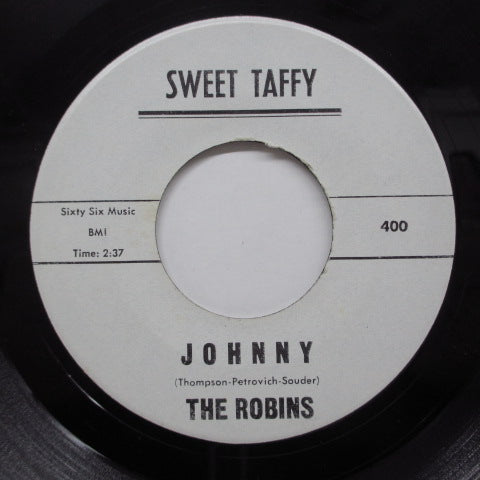 SWEET TAFFY
Sixty Six Music
BMI
Time: 2:37
400
JOHNNY
(Thompson-Petrovich-Souder)
THE ROBINS